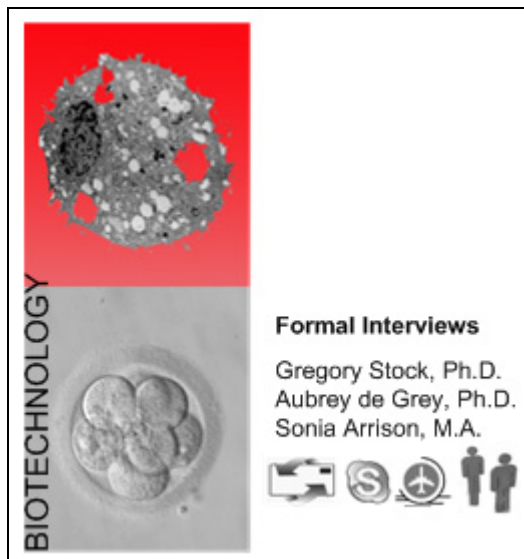 BIOTECHNOLOGY
Formal Interviews
Gregory Stock, Ph.D.
Aubrey de Grey, Ph.D.
Sonia Arrison, M.A.
S